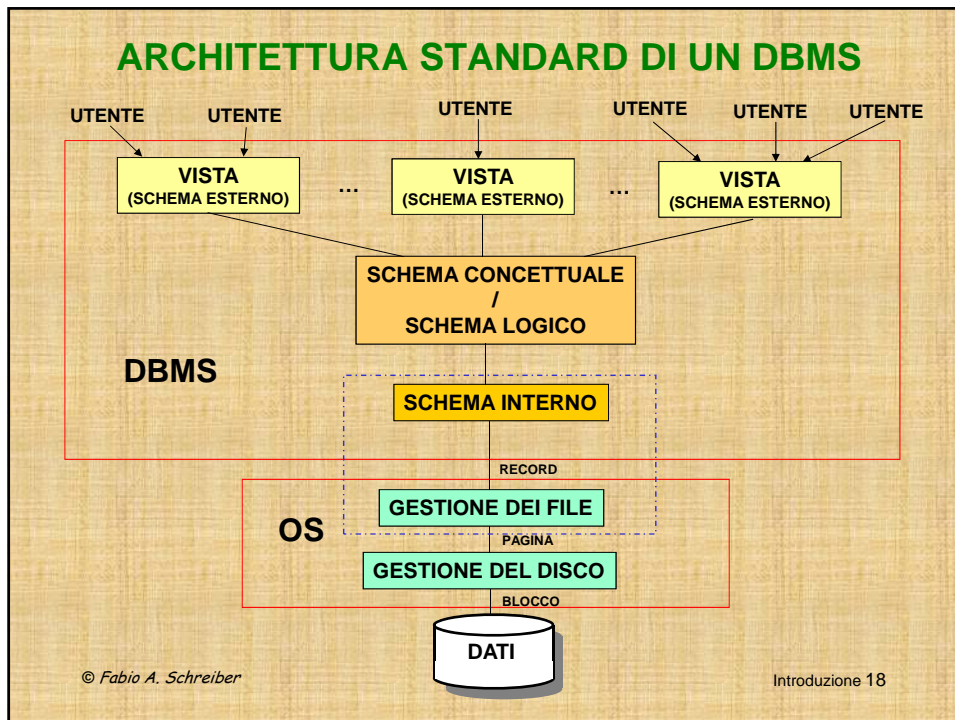 ARCHITETTURA STANDARD DI UN DBMS
UTENTE UTENTE UTENTE UTENTE UTENTE UTENTE
VISTA
(SCHEMA ESTERNO)
...
VISTA
(SCHEMA ESTERNO)
...
VISTA
(SCHEMA ESTERNO)
SCHEMA CONCETTUALE
/
SCHEMA LOGICO
DBMS
SCHEMA INTERNO
RECORD
OS
GESTIONE DEI FILE
PAGINA
GESTIONE DEL DISCO
BLOCCO
DATI
© Fabio A. Schreiber
Introduzione 18